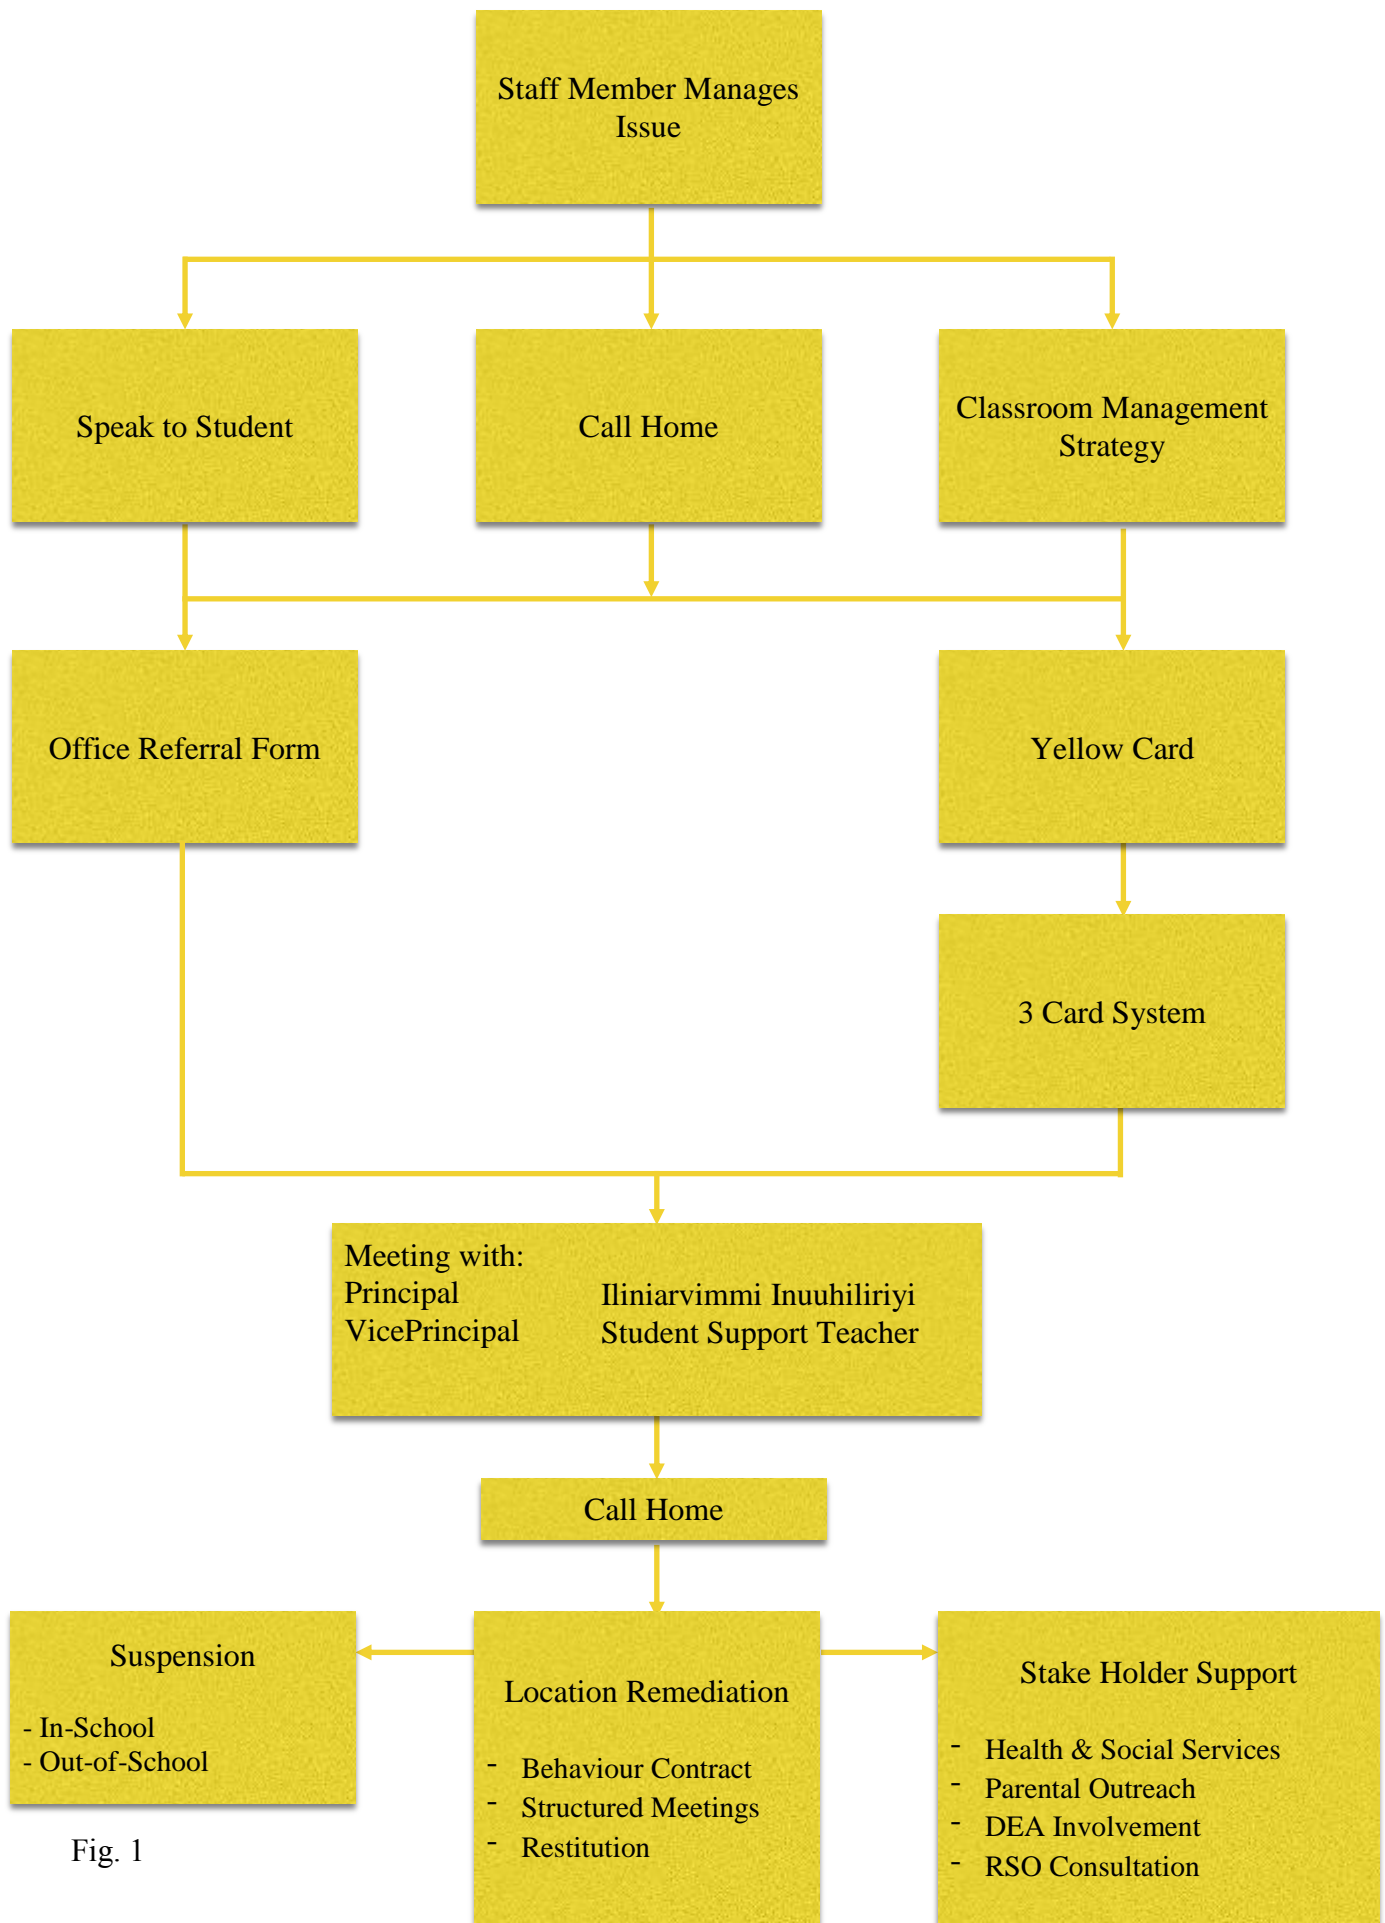 Staff Member Manages
Issue
Speak to Student
Call Home
Classroom Management
Strategy
Office Referral Form
Yellow Card
3 Card System
Meeting with:
Principal
VicePrincipal
Iliniarvimmi Inuuhiliriyi
Student Support Teacher
Call Home
Suspension
- In-School
- Out-of-School
Location Remediation
- Behaviour Contract
- Structured Meetings
- Restitution
Stake Holder Support
- Health & Social Services
- Parental Outreach
- DEA Involvement
- RSO Consultation
Fig. 1